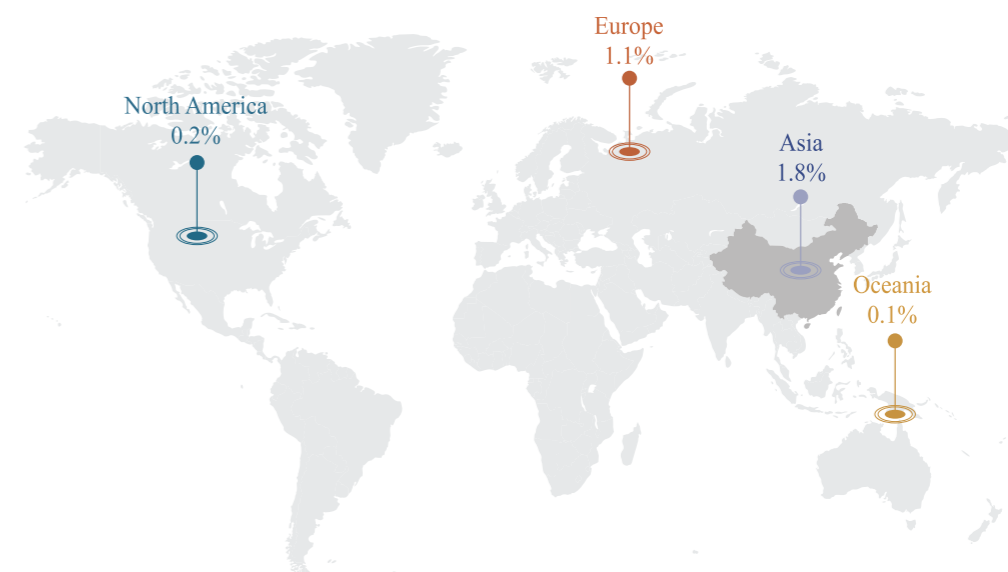 Europe
1.1%
North America
0.2%
Asia
1.8%
Oceania
0.1%